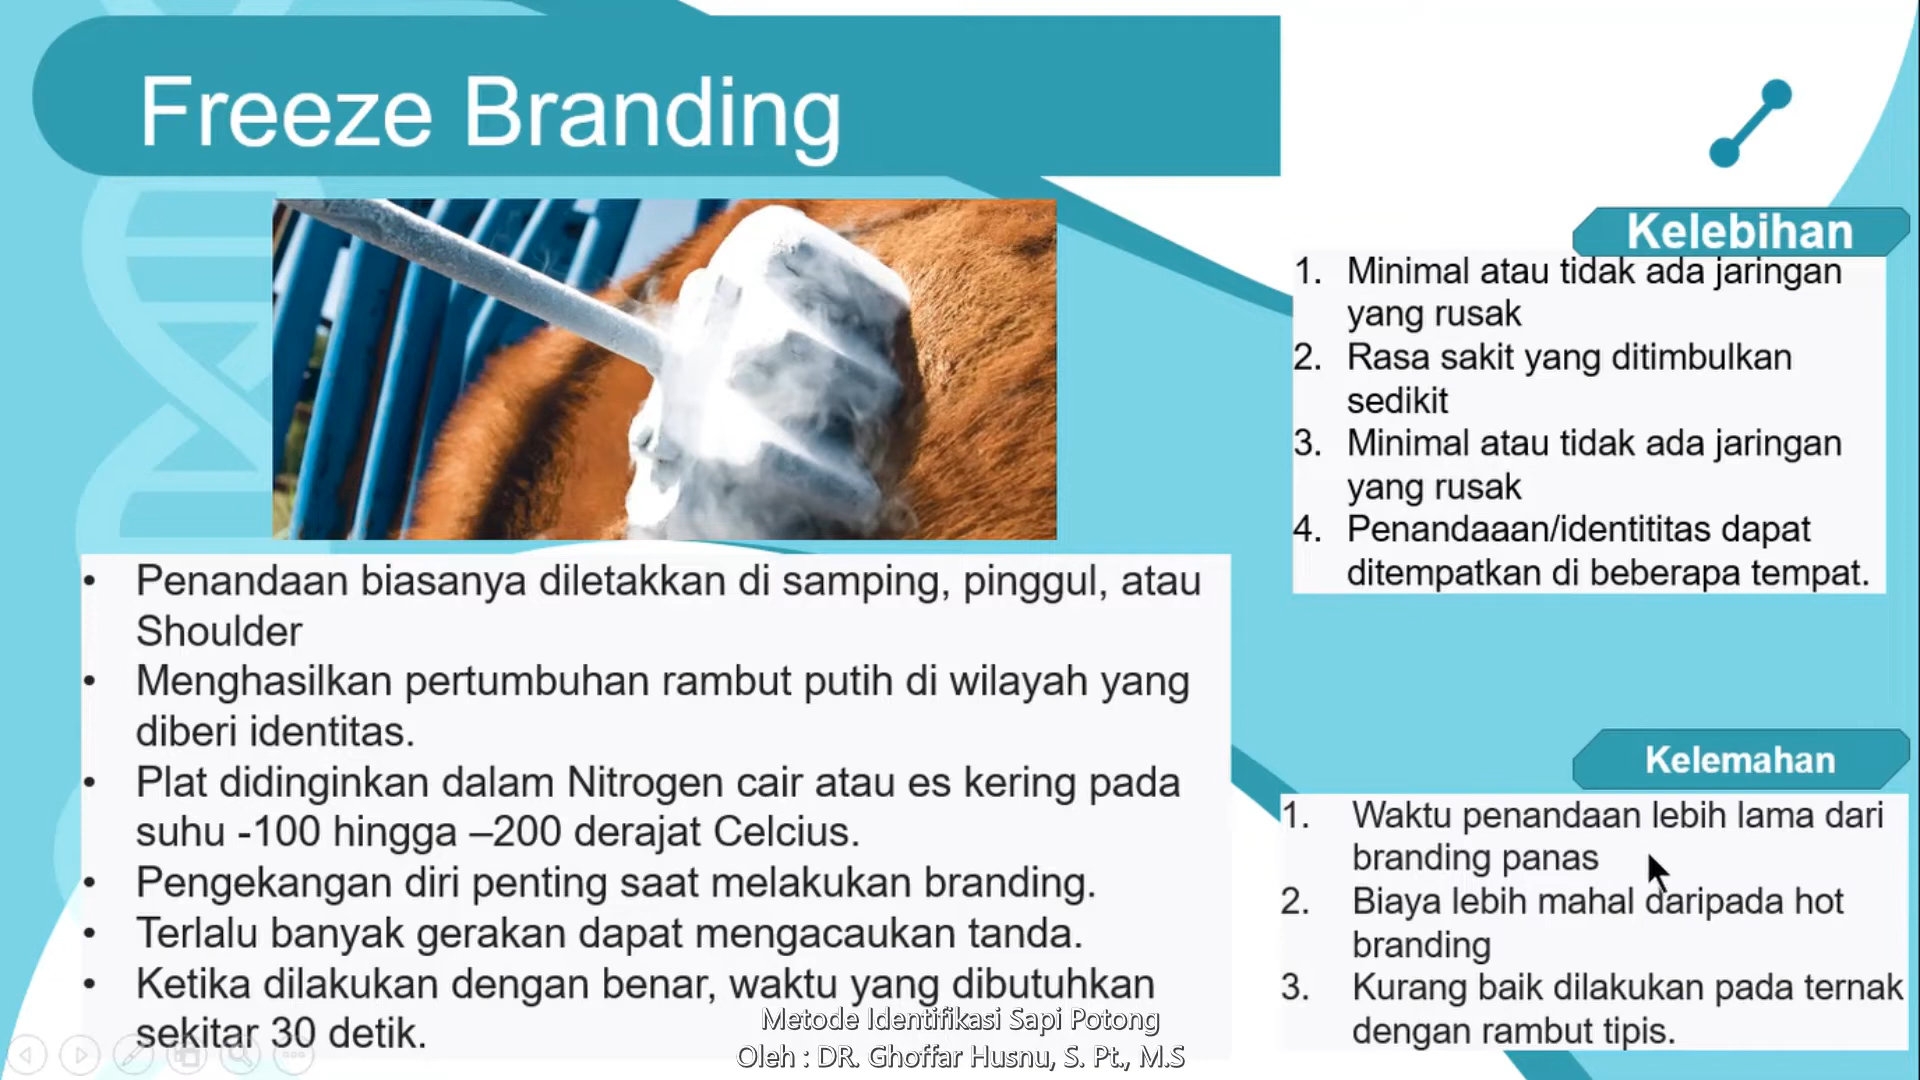 Freeze Branding
Kelebihan
1. Minimal atau tidak ada jaringan
yang rusak
2. Rasa sakit yang ditimbulkan
sedikit
3. Minimal atau tidak ada jaringan
yang rusak
4. Penandaaan/identititas dapat
ditempatkan di beberapa tempat.
• Penandaan biasanya diletakkan di samping, pinggul, atau
Shoulder
• Menghasilkan pertumbuhan rambut putih di wilayah yang
diberi identitas.
• Plat didinginkan dalam Nitrogen cair atau es kering pada
suhu -100 hingga –200 derajat Celcius.
• Pengekangan diri penting saat melakukan branding.
• Terlalu banyak gerakan dapat mengacaukan tanda.
• Ketika dilakukan dengan benar, waktu yang dibutuhkan
sekitar 30 detik.
Kelemahan
1. Waktu penandaan lebih lama dari
branding panas
2. Biaya lebih mahal daripada hot
branding
3. Kurang baik dilakukan pada ternak
dengan rambut tipis.
Metode Identifikasi Sapi Potong
Oleh : DR. Ghoffar Husnu, S. Pt., M.S